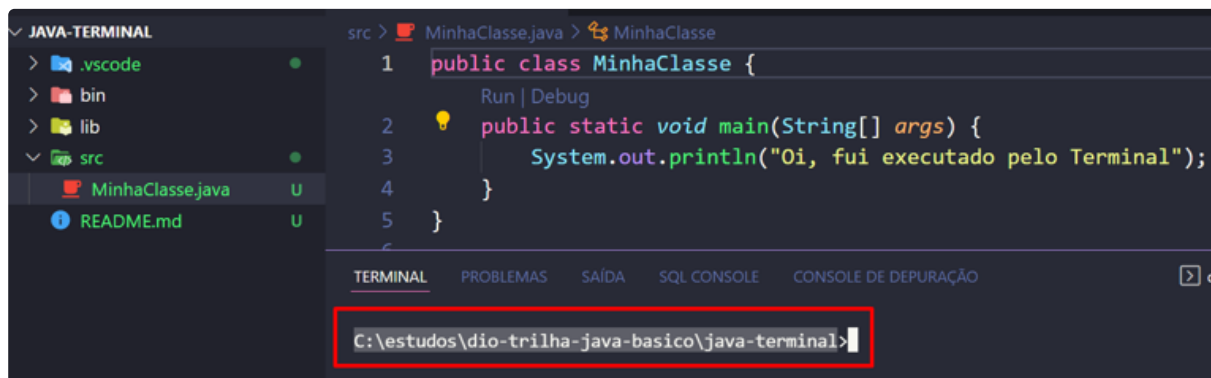 JAVA-TERMINAL
.vscode
bin
lib
src
MinhaClasse.java U
README.md U
src > MinhaClasse.java > MinhaClasse
1 public class MinhaClasse {
Run | Debug
2 public static void main(String[] args) {
3 System.out.println("Oi, fui executado pelo Terminal");
4 }
5 }
TERMINAL PROBLEMAS SAÍDA SQL CONSOLE CONSOLE DE DEPURAÇÃO
C:\estudos\dio-trilha-java-basico\java-terminal>